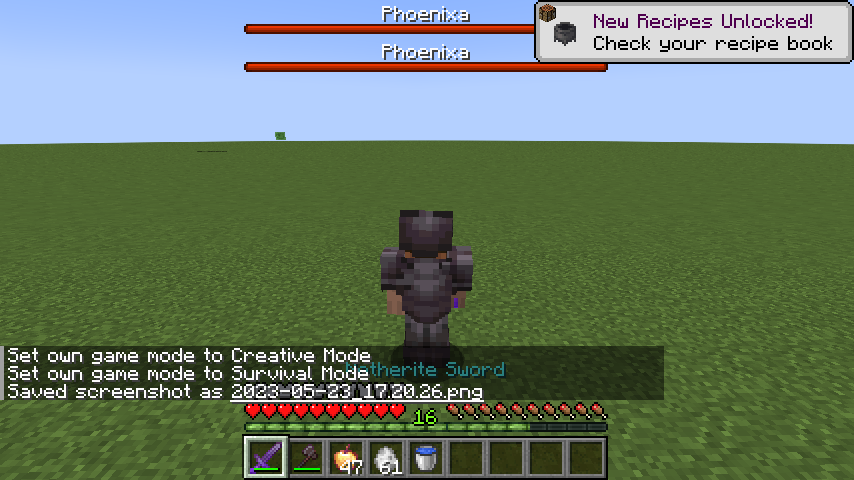 Phoenixa
New Recipes Unlocked!
Check your recipe book
Phoenixa
Set own game mode to Creative Mode
Netherite Sword
Set own game mode to Survival Mode
Saved screenshot as 2023-05-23_17.20.26.png
16
47
61